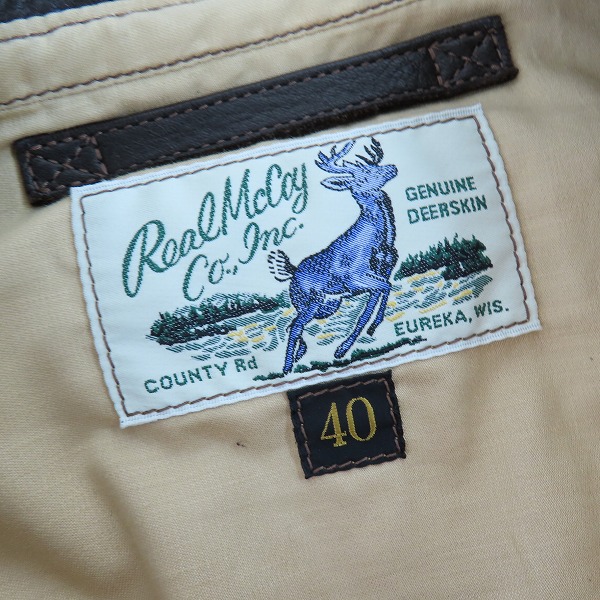 Real McCoy
Co., Inc.
GENUINE
DEERSKIN
COUNTY Rd
EUREKA, WIS.
40